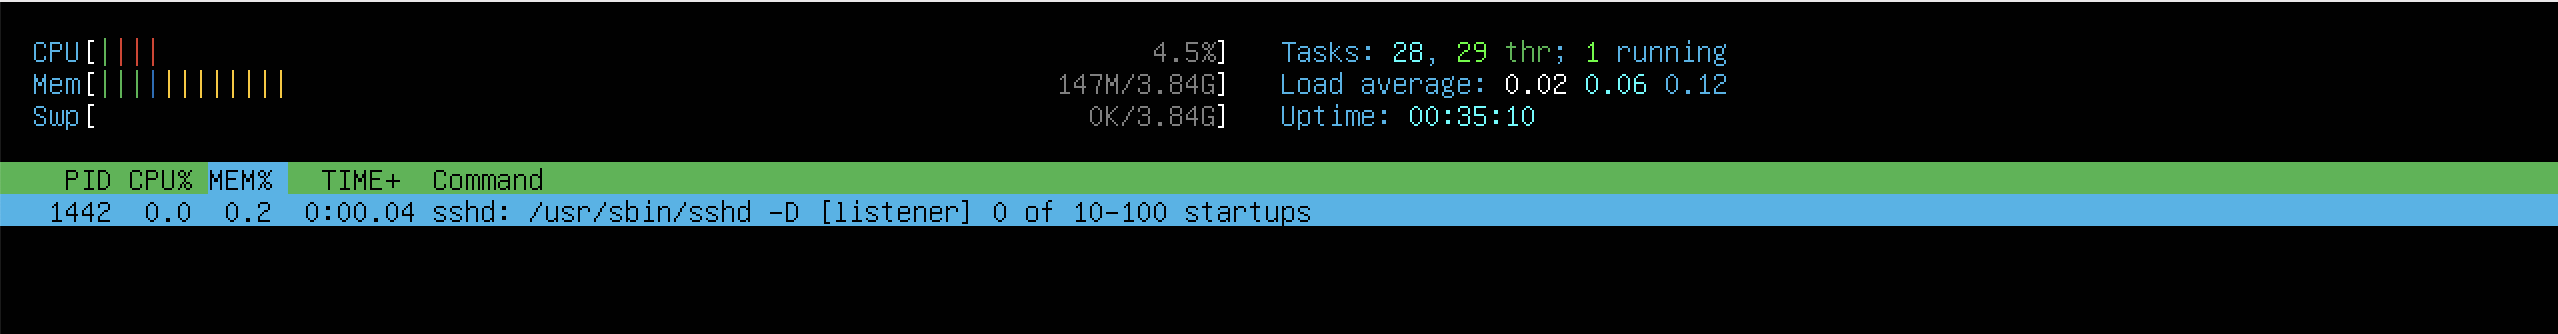 CPU[|||| 4.5%] Tasks: 28, 29 thr; 1 running
Mem[|||||||||||| 147M/3.84G] Load average: 0.02 0.06 0.12
Swp[ 0K/3.84G] Uptime: 00:35:10
PID CPU% MEM% TIME+ Command
1442 0.0 0.2 0:00.04 sshd: /usr/sbin/sshd -D [listener] 0 of 10-100 startups